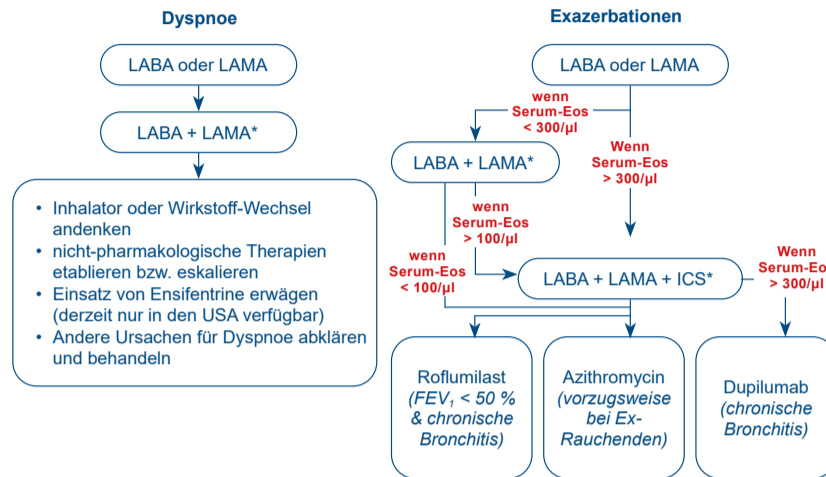 Dyspnoe
LABA oder LAMA
LABA + LAMA*
• Inhalator oder Wirkstoff-Wechsel
andenken
• nicht-pharmakologische Therapien
etablieren bzw. eskalieren
• Einsatz von Ensifentrine erwägen
(derzeit nur in den USA verfügbar)
• Andere Ursachen für Dyspnoe abklären
und behandeln
Exazerbationen
LABA oder LAMA
wenn
Serum-Eos
< 300/µl
LABA + LAMA*
Wenn
Serum-Eos
> 300/µl
wenn
Serum-Eos
> 100/µl
wenn
Serum-Eos
< 100/µl
LABA + LAMA + ICS*
Wenn
Serum-Eos
> 300/µl
Roflumilast
(FEV₁ < 50 %
& chronische
Bronchitis)
Azithromycin
(vorzugsweise
bei Ex-
Rauchenden)
Dupilumab
(chronische
Bronchitis)